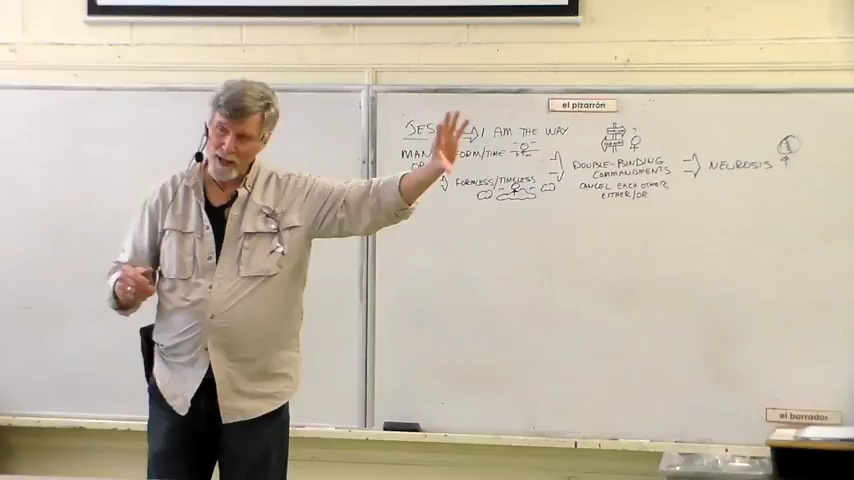 el pizarrón
I AM THE WAY
MAN FORM/TIME
FORMLESS/TIMELESS
DOUBLE-BINDING
COMMANDMENTS
CANCEL EACH OTHER
EITHER/OR
NEUROSIS
el borrador